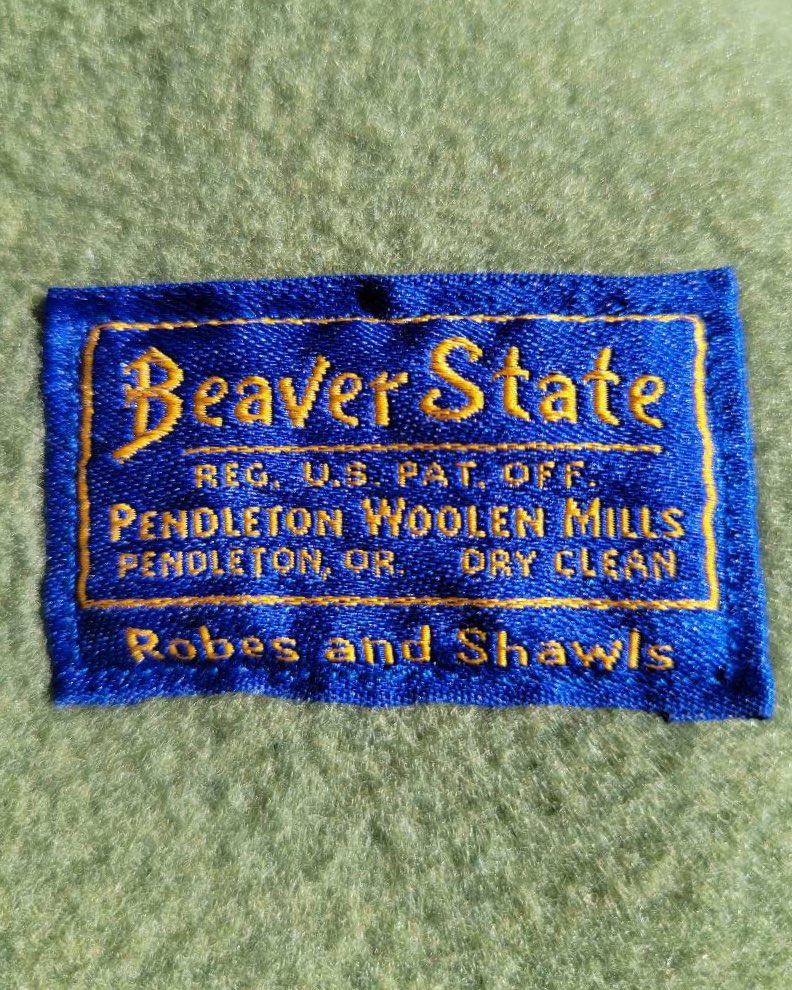 Beaver State
REG. U.S. PAT. OFF.
PENDLETON WOOLEN MILLS
PENDLETON, OR. DRY CLEAN
Robes and Shawls